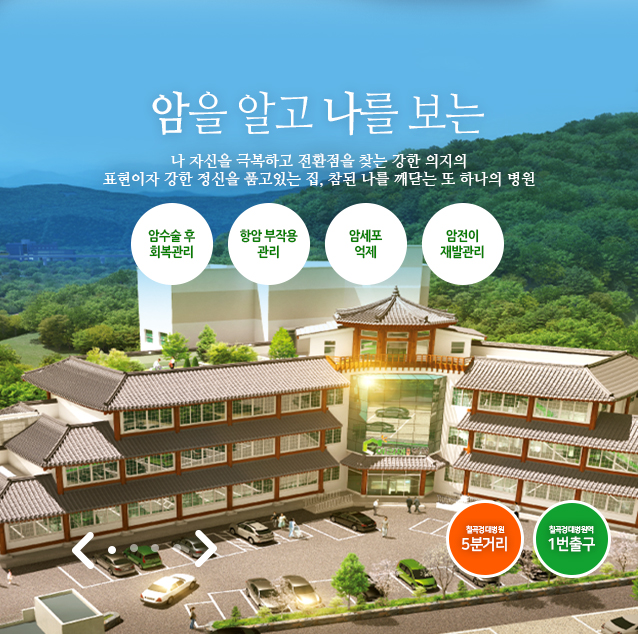 암을 알고 나를 보는
나 자신을 극복하고 전환점을 찾는 강한 의지의
표현이자 강한 정신을 품고있는 집, 참된 나를 깨닫는 또 하나의 병원
암수술 후
회복관리
항암 부작용
관리
암세포
억제
암전이
재발관리
칠곡경대병원
5분거리
칠곡경대병원역
1번출구